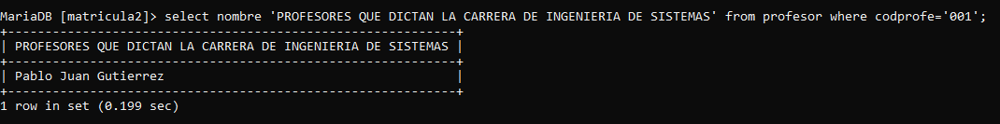 MariaDB [matricula2]> select nombre 'PROFESORES QUE DICTAN LA CARRERA DE INGENIERIA DE SISTEMAS' from profesor where codprofe='001';
+------------------------------------------------------------+
| PROFESORES QUE DICTAN LA CARRERA DE INGENIERIA DE SISTEMAS |
+------------------------------------------------------------+
| Pablo Juan Gutierrez                                       |
+------------------------------------------------------------+
1 row in set (0.199 sec)